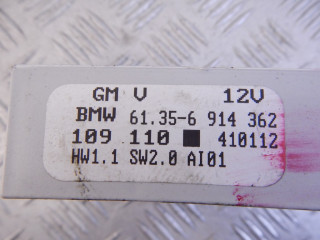 GM V 12V
BMW 61.35-6 914 362
109 110 ■ 410112
HW1.1 SW2.0 AI01